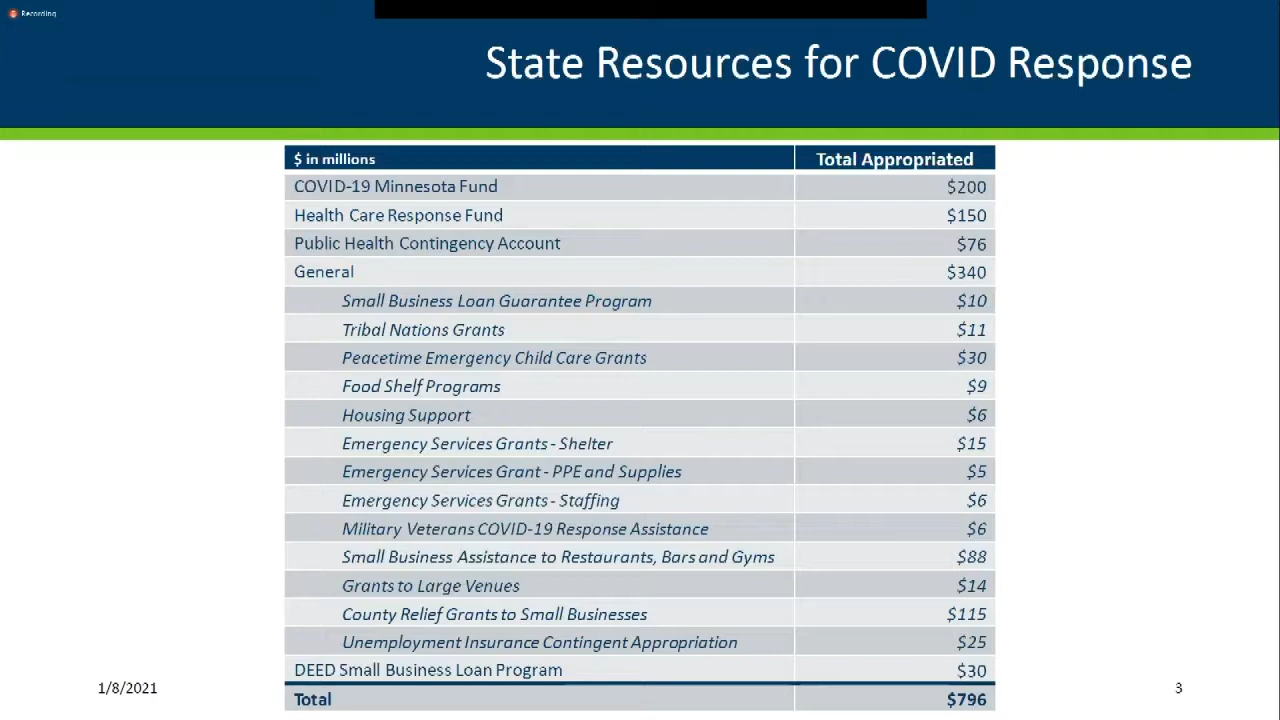 Recording
State Resources for COVID Response
$ in millions Total Appropriated
COVID-19 Minnesota Fund $200
Health Care Response Fund $150
Public Health Contingency Account $76
General $340
Small Business Loan Guarantee Program $10
Tribal Nations Grants $11
Peacetime Emergency Child Care Grants $30
Food Shelf Programs $9
Housing Support $6
Emergency Services Grants - Shelter $15
Emergency Services Grant - PPE and Supplies $5
Emergency Services Grants - Staffing $6
Military Veterans COVID-19 Response Assistance $6
Small Business Assistance to Restaurants, Bars and Gyms $88
Grants to Large Venues $14
County Relief Grants to Small Businesses $115
Unemployment Insurance Contingent Appropriation $25
DEED Small Business Loan Program $30
Total $796
1/8/2021
3